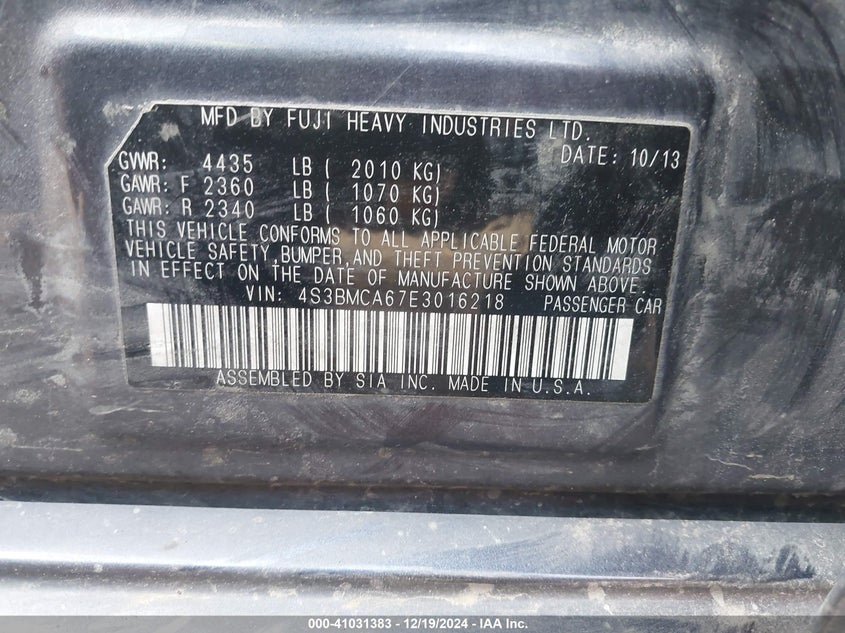 MFD BY FUJI HEAVY INDUSTRIES LTD.
DATE: 10/13
GVWR: 4435 LB ( 2010 KG)
GAWR: F 2360 LB ( 1070 KG)
GAWR: R 2340 LB ( 1060 KG)
THIS VEHICLE CONFORMS TO ALL APPLICABLE FEDERAL MOTOR
VEHICLE SAFETY, BUMPER, AND THEFT PREVENTION STANDARDS
IN EFFECT ON THE DATE OF MANUFACTURE SHOWN ABOVE.
VIN: 4S3BMCA67E3016218 PASSENGER CAR
ASSEMBLED BY SIA INC. MADE IN U.S.A.
000-41031383 - 12/19/2024 - IAA Inc.